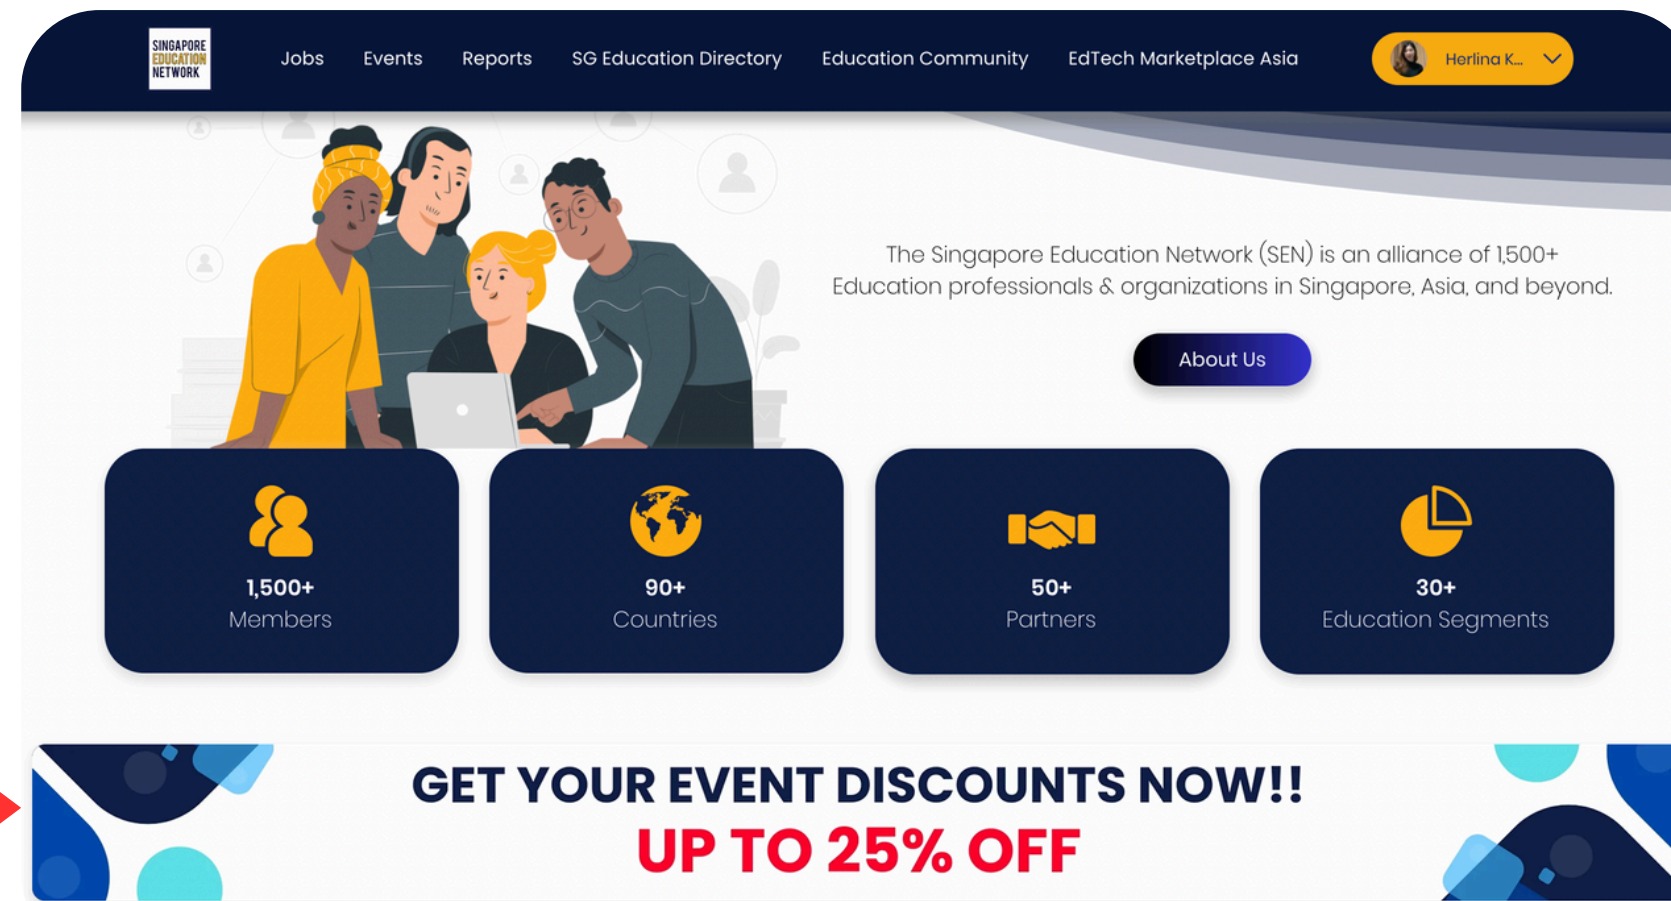 SINGAPORE
EDUCATION
NETWORK
Jobs
Events
Reports
SG Education Directory
Education Community
EdTech Marketplace Asia
Herlina K...
The Singapore Education Network (SEN) is an alliance of 1,500+
Education professionals & organizations in Singapore, Asia, and beyond.
About Us
1,500+
Members
90+
Countries
50+
Partners
30+
Education Segments
GET YOUR EVENT DISCOUNTS NOW!!
UP TO 25% OFF